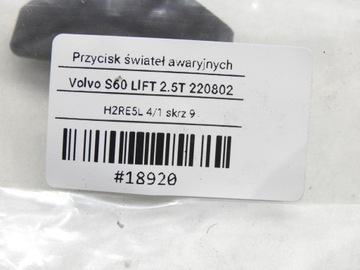 Przycisk świateł awaryjnych
Volvo S60 LIFT 2.5T 220802
H2RE5L 4/1 skrz 9
#18920